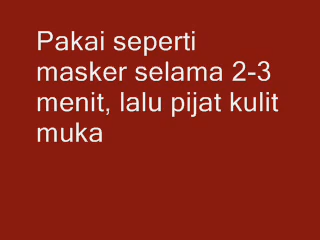 Pakai seperti
masker selama 2-3
menit, lalu pijat kulit
muka